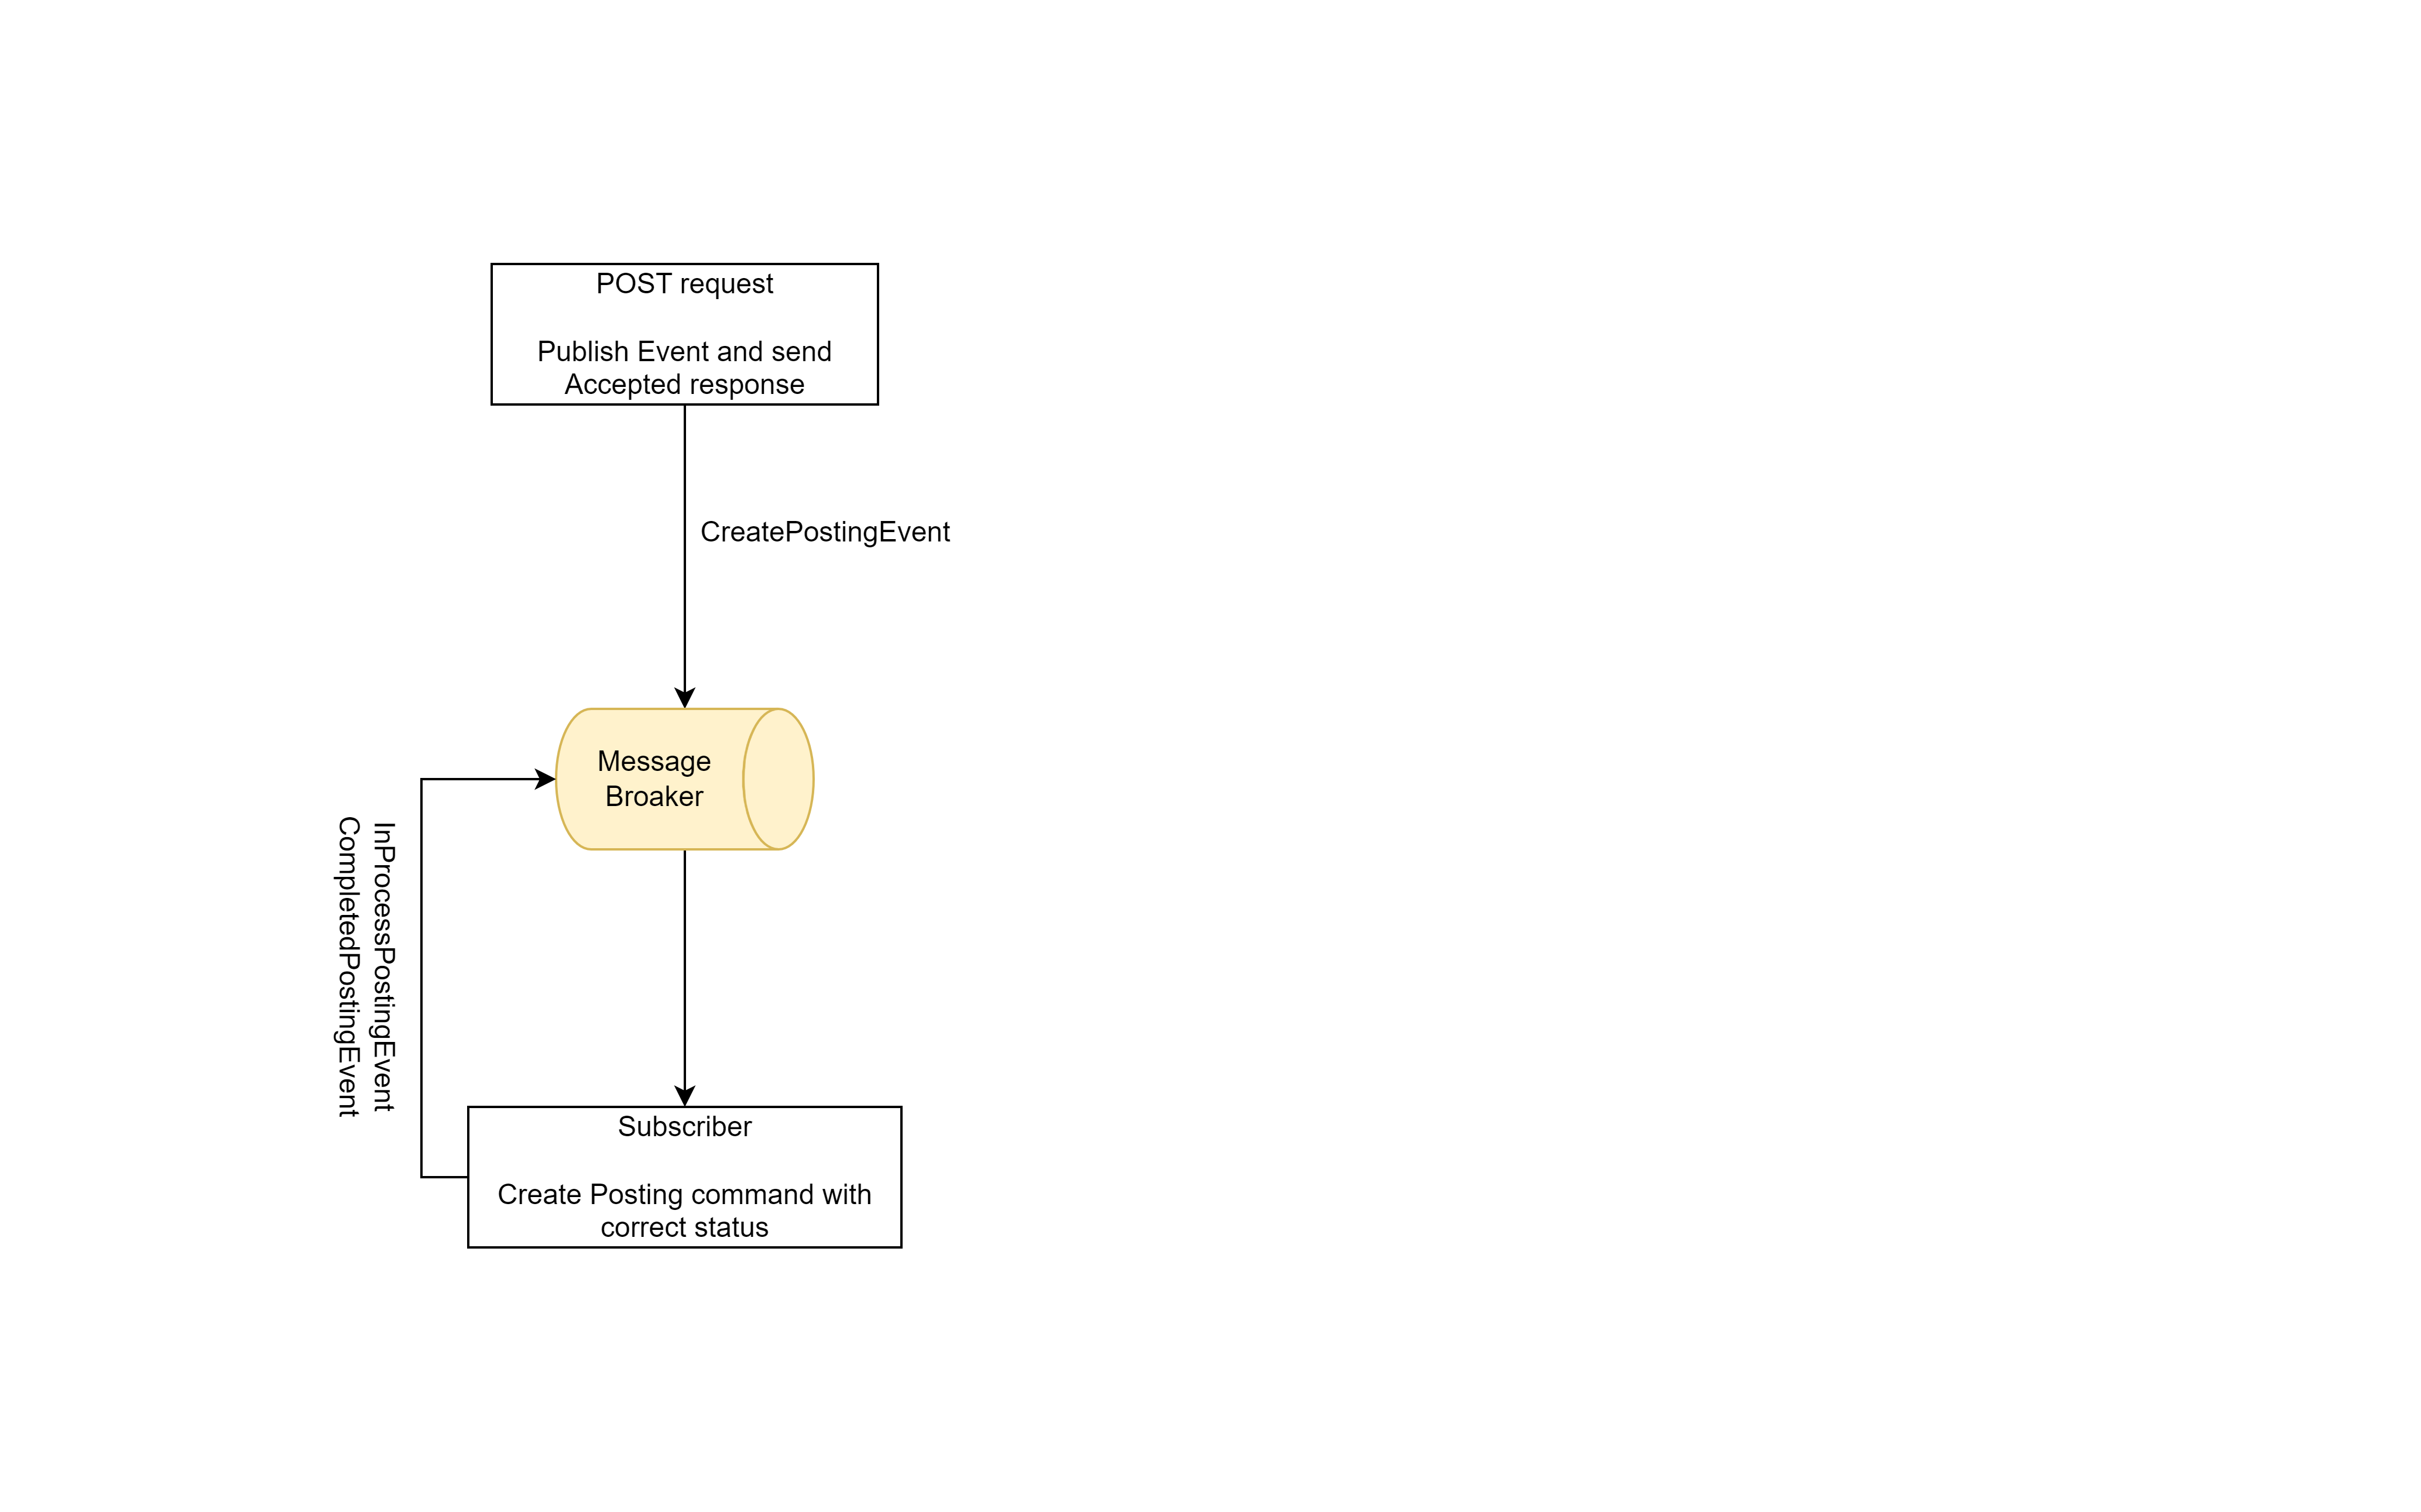 POST request
Publish Event and send
Accepted response
CreatePostingEvent
Message
Broaker
InProcessPostingEvent
CompletedPostingEvent
Subscriber
Create Posting command with
correct status